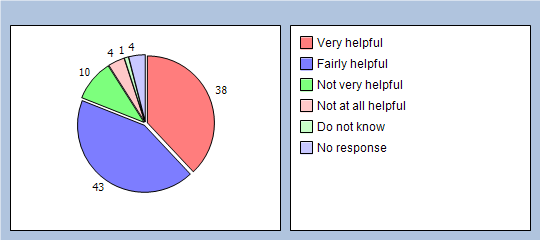 4 1 4
10
38
43
Very helpful
Fairly helpful
Not very helpful
Not at all helpful
Do not know
No response